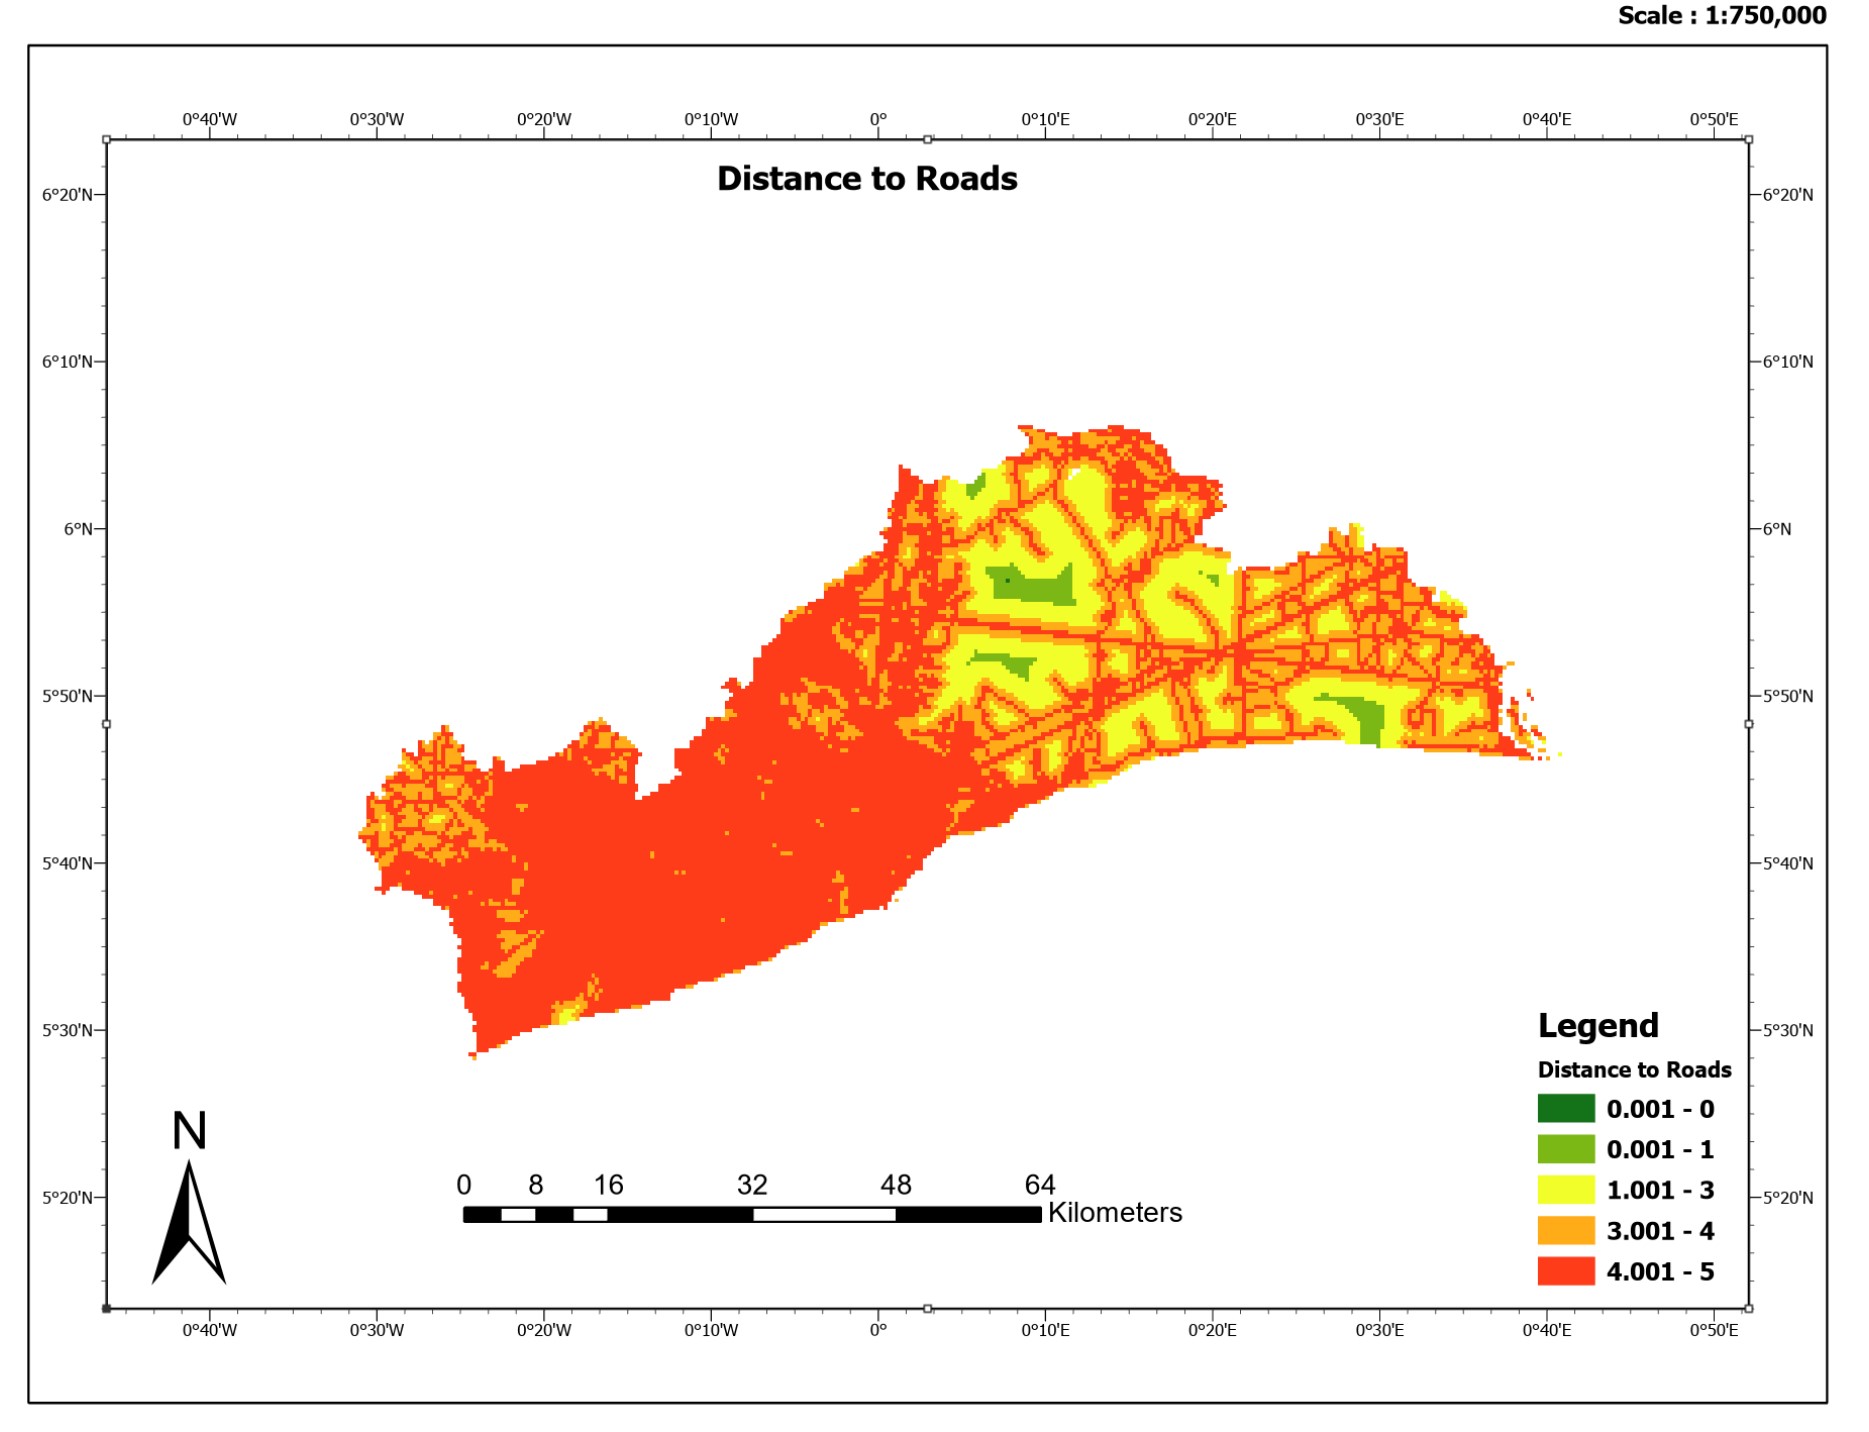 Scale : 1:750,000
0°40'W 0°30'W 0°20'W 0°10'W 0° 0°10'E 0°20'E 0°30'E 0°40'E 0°50'E
Distance to Roads
6°20'N 6°20'N
6°10'N 6°10'N
6°N 6°N
5°50'N 5°50'N
5°40'N 5°40'N
5°30'N 5°30'N
Legend
Distance to Roads
0.001 - 0
0.001 - 1
1.001 - 3
3.001 - 4
4.001 - 5
N
0 8 16 32 48 64
Kilometers
5°20'N 5°20'N
0°40'W 0°30'W 0°20'W 0°10'W 0° 0°10'E 0°20'E 0°30'E 0°40'E 0°50'E